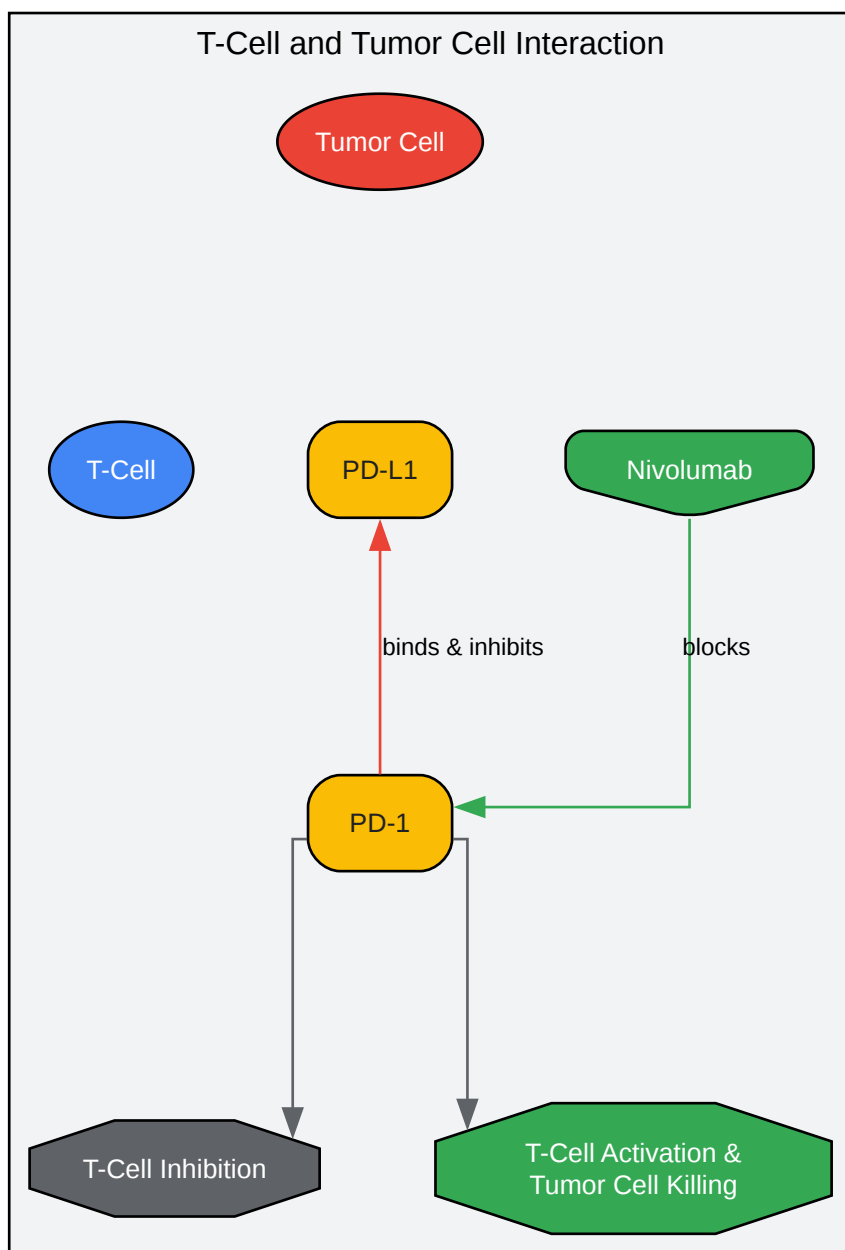 T-Cell and Tumor Cell Interaction
Tumor Cell
T-Cell
PD-L1
Nivolumab
binds & inhibits
blocks
PD-1
T-Cell Inhibition
T-Cell Activation &
Tumor Cell Killing